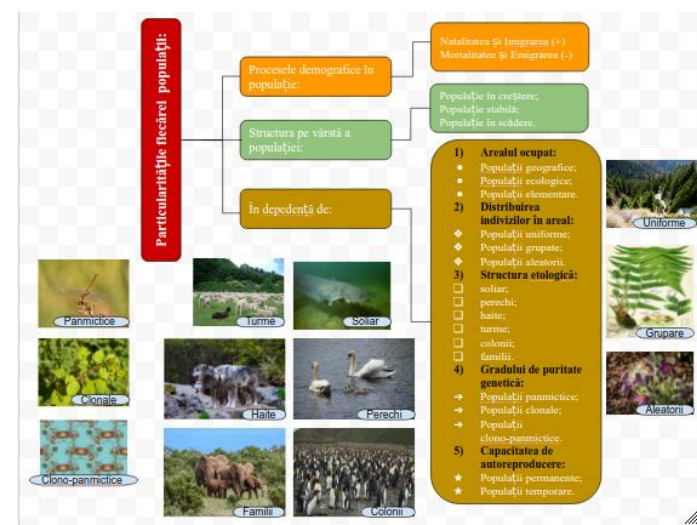 Particularitățile fiecărei populații:
Procesele demografice în
populație:
Natalitatea și Imigrarea (+)
Mortalitatea și Emigrarea (-)
Structura pe vârstă a
populației:
Populație în creștere;
Populație stabilă;
Populație în scădere.
În depedență de:
1) Arealul ocupat:
● Populații geografice;
● Populații ecologice;
● Populații elementare.
2) Distribuirea
indivizilor în areal:
❖ Populații uniforme;
❖ Populații grupate;
❖ Populații aleatorii.
3) Structura etologică:
❑ soliar;
❑ perechi;
❑ haite;
❑ turme;
❑ colonii;
❑ familii.
4) Gradului de puritate
genetică:
➔ Populații panmictice;
➔ Populații clonale;
➔ Populații
clono-panmictice.
5) Capacitatea de
autoreproducere:
★ Populații permanente;
★ Populații temporare.
Uniforme
Grupare
Aleatorii
Panmictice
Turme
Soliar
Clonale
Haite
Perechi
Clono-panmictice
Familii
Colonii